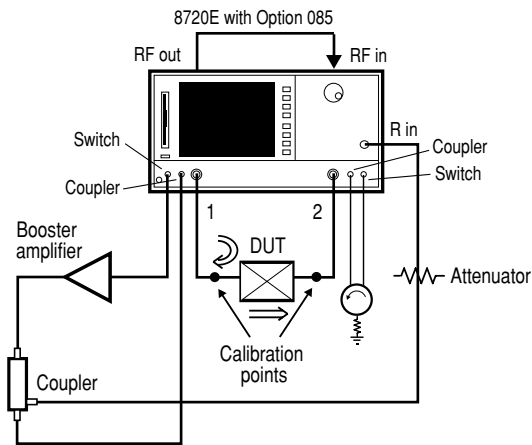 8720E with Option 085
RF out
RF in
R in
Switch
Coupler
Coupler
Switch
1
2
Booster
amplifier
DUT
Attenuator
Calibration
points
Coupler